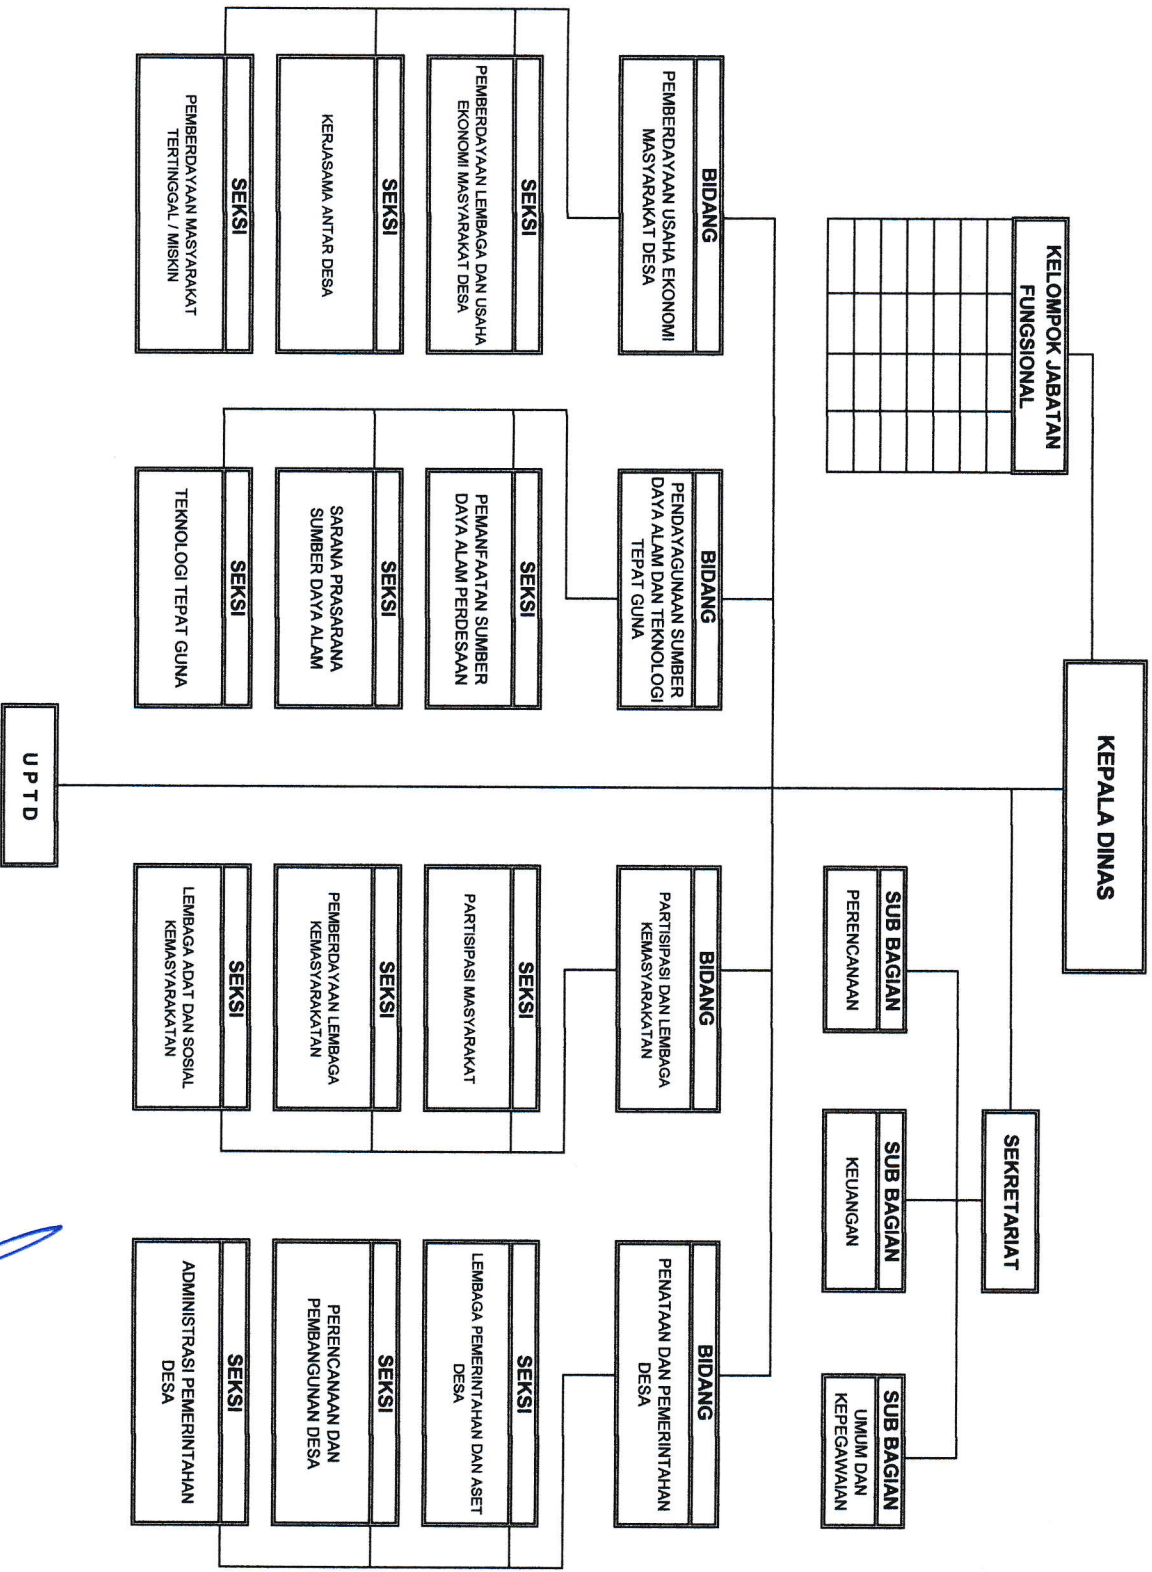 KEPALA DINAS
KELOMPOK JABATAN
FUNGSIONAL
SEKRETARIAT
SUB BAGIAN
PERENCANAAN
SUB BAGIAN
KEUANGAN
SUB BAGIAN
UMUM DAN
KEPEGAWAIAN
BIDANG
PEMBERDAYAAN USAHA EKONOMI
MASYARAKAT DESA
SEKSI
PEMBERDAYAAN LEMBAGA DAN USAHA
EKONOMI MASYARAKAT DESA
SEKSI
KERJASAMA ANTAR DESA
SEKSI
PEMBERDAYAAN MASYARAKAT
TERTINGGAL / MISKIN
BIDANG
PENDAYAGUNAAN SUMBER
DAYA ALAM DAN TEKNOLOGI
TEPAT GUNA
SEKSI
PEMANFAATAN SUMBER
DAYA ALAM PERDESAAN
SEKSI
SARANA PRASARANA
SUMBER DAYA ALAM
SEKSI
TEKNOLOGI TEPAT GUNA
BIDANG
PARTISIPASI DAN LEMBAGA
KEMASYARAKATAN
SEKSI
PARTISIPASI MASYARAKAT
SEKSI
PEMBERDAYAAN LEMBAGA
KEMASYARAKATAN
SEKSI
LEMBAGA ADAT DAN SOSIAL
KEMASYARAKATAN
BIDANG
PENATAAN DAN PEMERINTAHAN
DESA
SEKSI
LEMBAGA PEMERINTAHAN DAN ASET
DESA
SEKSI
PERENCANAAN DAN
PEMBANGUNAN DESA
SEKSI
ADMINISTRASI PEMERINTAHAN
DESA
U P T D